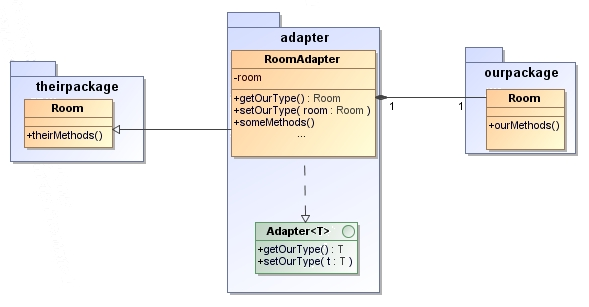 theirpackage
Room
+theirMethods()
adapter
RoomAdapter
-room
+getOurType() : Room
+setOurType( room : Room )
+someMethods()
...
Adapter<T>
+getOurType() : T
+setOurType( t : T )
1
1
ourpackage
Room
+ourMethods()